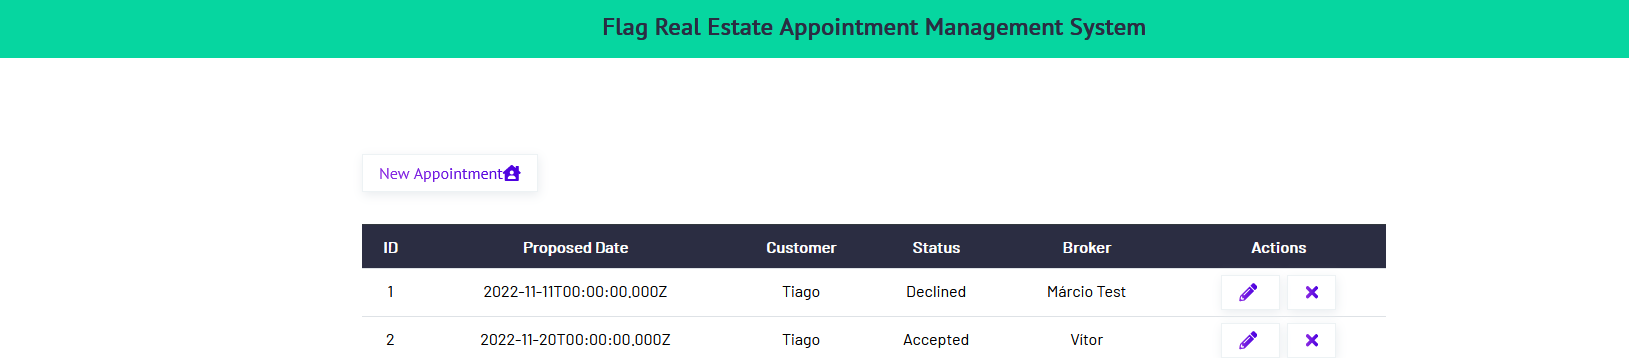 Flag Real Estate Appointment Management System
New Appointment
ID Proposed Date Customer Status Broker Actions
1 2022-11-11T00:00:00.000Z Tiago Declined Márcio Test
2 2022-11-20T00:00:00.000Z Tiago Accepted Vítor